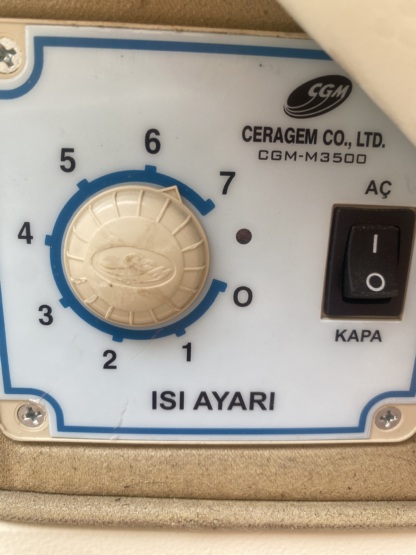 CGM
CERAGEM CO., LTD.
CGM-M3500
AÇ
I
O
KAPA
7
6
5
4
3
2
1
O
ISI AYARI